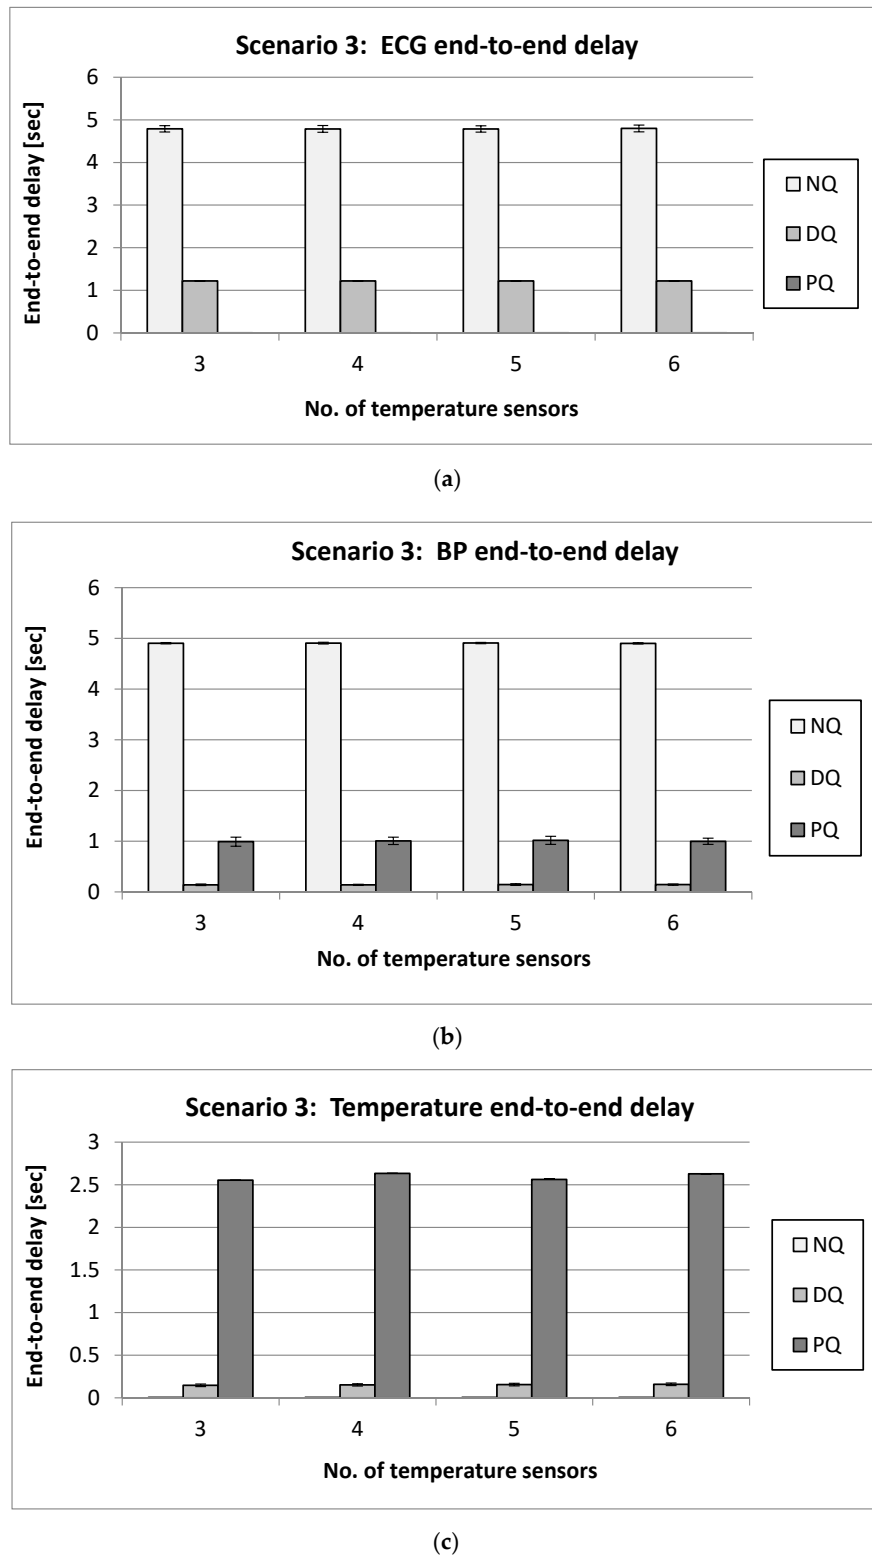 Scenario 3:  ECG end-to-end delay
End-to-end delay [sec]
6
5
4
3
2
1
0
3 4 5 6
No. of temperature sensors
NQ
DQ
PQ
(a)
Scenario 3:  BP end-to-end delay
End-to-end delay [sec]
6
5
4
3
2
1
0
3 4 5 6
No. of temperature sensors
NQ
DQ
PQ
(b)
Scenario 3:  Temperature end-to-end delay
End-to-end delay [sec]
3
2.5
2
1.5
1
0.5
0
3 4 5 6
No. of temperature sensors
NQ
DQ
PQ
(c)